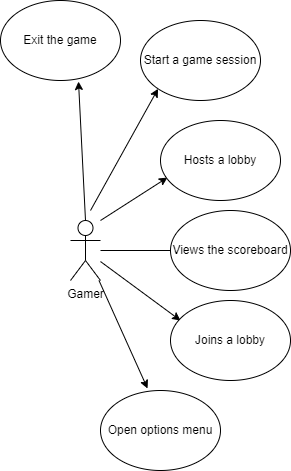 Exit the game
Start a game session
Hosts a lobby
Views the scoreboard
Gamer
Joins a lobby
Open options menu